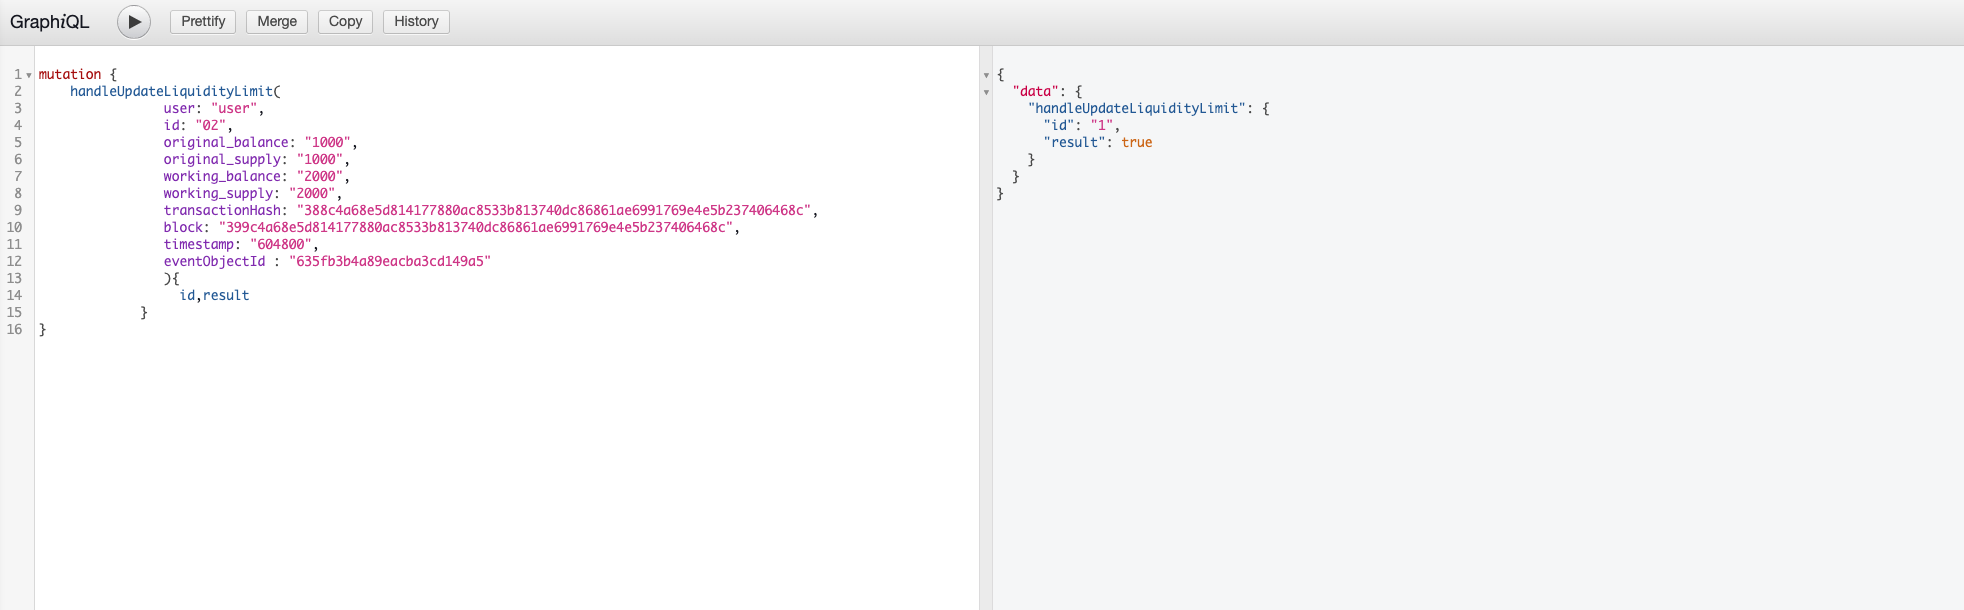 GraphiQL Prettify Merge Copy History
1 mutation {
2 handleUpdateLiquidityLimit(
3 user: "user",
4 id: "02",
5 original_balance: "1000",
6 original_supply: "1000",
7 working_balance: "2000",
8 working_supply: "2000",
9 transactionHash: "388c4a68e5d814177880ac8533b813740dc86861ae6991769e4e5b237406468c",
10 block: "399c4a68e5d814177880ac8533b813740dc86861ae6991769e4e5b237406468c",
11 timestamp: "604800",
12 eventObjectId : "635fb3b4a89eacba3cd149a5"
13 ){
14 id,result
15 }
16 }
{
"data": {
"handleUpdateLiquidityLimit": {
"id": "1",
"result": true
}
}
}